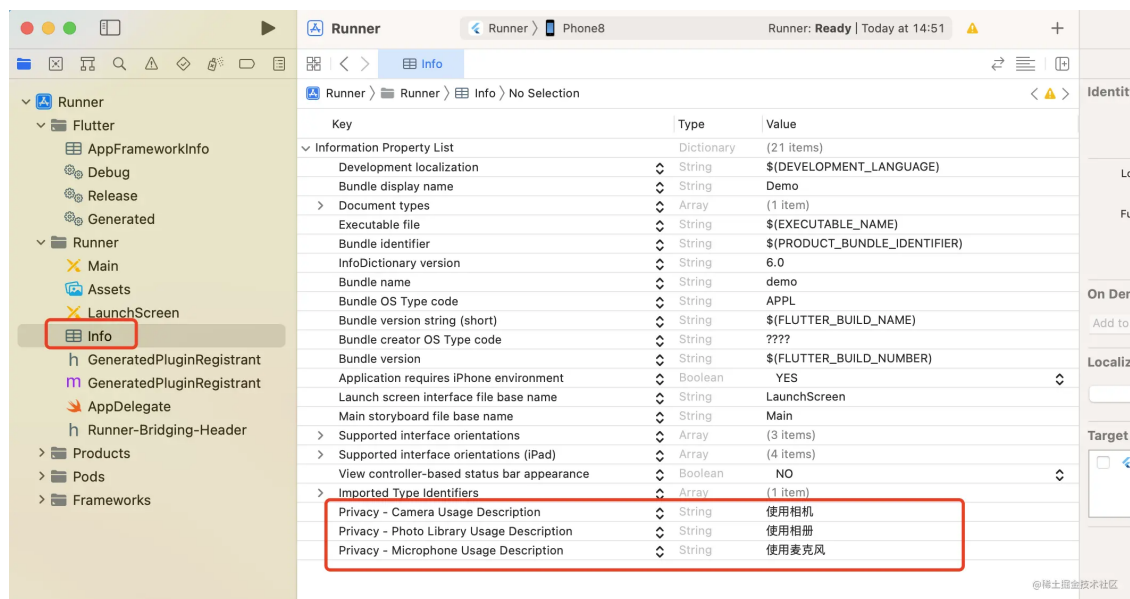 Runner
Runner 〉 Phone8
Runner: Ready | Today at 14:51
Info
Runner 〉 Runner 〉 Info 〉 No Selection
Identit
Runner
Flutter
AppFrameworkInfo
Debug
Release
Generated
Runner
Main
Assets
LaunchScreen
Info
GeneratedPluginRegistrant
GeneratedPluginRegistrant
AppDelegate
Runner-Bridging-Header
Products
Pods
Frameworks
Key Type Value
Information Property List Dictionary (21 items)
Development localization String $(DEVELOPMENT_LANGUAGE)
Bundle display name String Demo
Document types Array (1 item)
Executable file String $(EXECUTABLE_NAME)
Bundle identifier String $(PRODUCT_BUNDLE_IDENTIFIER)
InfoDictionary version String 6.0
Bundle name String demo
Bundle OS Type code String APPL
Bundle version string (short) String $(FLUTTER_BUILD_NAME)
Bundle creator OS Type code String ????
Bundle version String $(FLUTTER_BUILD_NUMBER)
Application requires iPhone environment Boolean YES
Launch screen interface file base name String LaunchScreen
Main storyboard file base name String Main
Supported interface orientations Array (3 items)
Supported interface orientations (iPad) Array (4 items)
View controller-based status bar appearance Boolean NO
Imported Type Identifiers Array (1 item)
Privacy - Camera Usage Description String 使用相机
Privacy - Photo Library Usage Description String 使用相册
Privacy - Microphone Usage Description String 使用麦克风
Lo
Fu
On Der
Add to
Localiz
Target
@稀土掘金技术社区